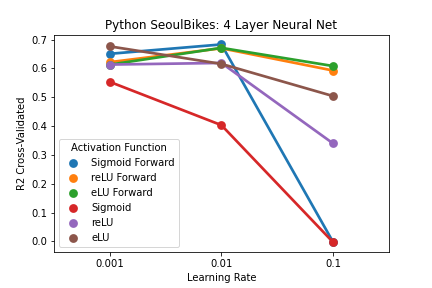 Python SeoulBikes: 4 Layer Neural Net
R2 Cross-Validated
0.7
0.6
0.5
0.4
0.3
0.2
0.1
0.0
Activation Function
Sigmoid Forward
reLU Forward
eLU Forward
Sigmoid
reLU
eLU
0.001
0.01
0.1
Learning Rate